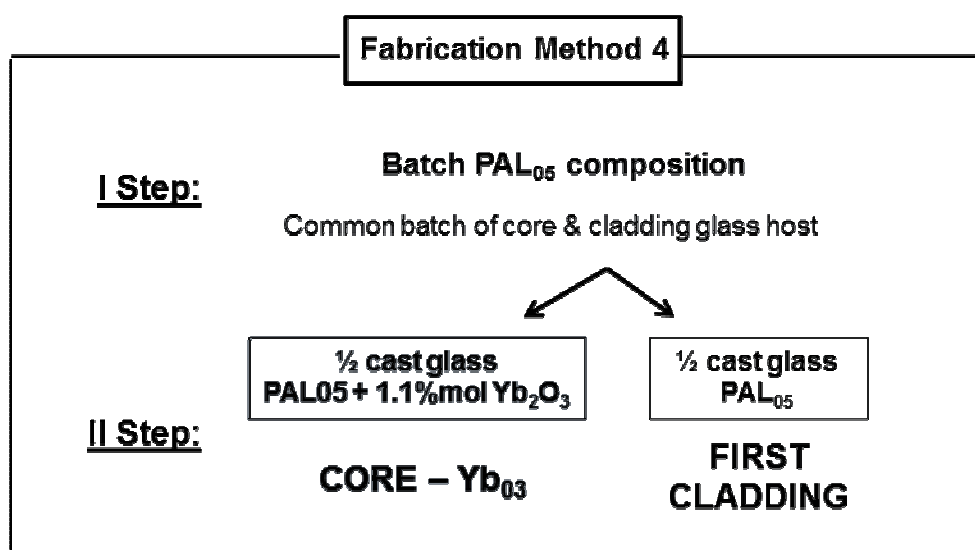 Fabrication Method 4
I Step:
Batch PAL₀₅ composition
Common batch of core & cladding glass host
½ cast glass
PAL05 + 1.1%mol Yb₂O₃
½ cast glass
PAL₀₅
II Step:
CORE – Yb₀₃
FIRST
CLADDING